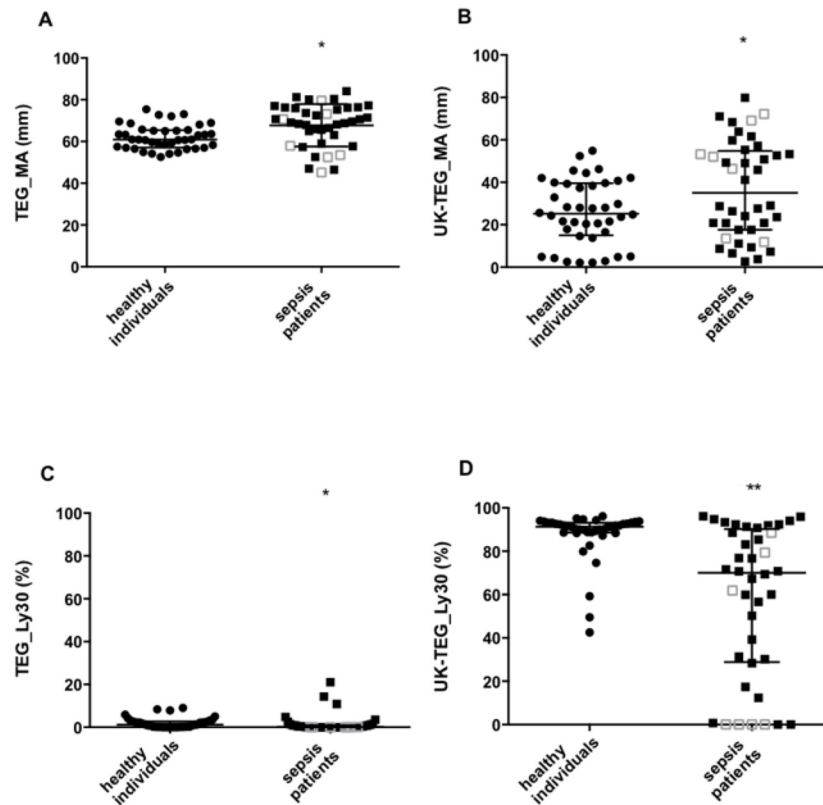 A
*
TEG_MA (mm)
100
80
60
40
20
0
healthy
individuals
sepsis
patients
B
*
UK-TEG_MA (mm)
100
80
60
40
20
0
healthy
individuals
sepsis
patients
C
*
TEG_Ly30 (%)
100
80
60
40
20
0
healthy
individuals
sepsis
patients
D
**
UK-TEG_Ly30 (%)
100
80
60
40
20
0
healthy
individuals
sepsis
patients